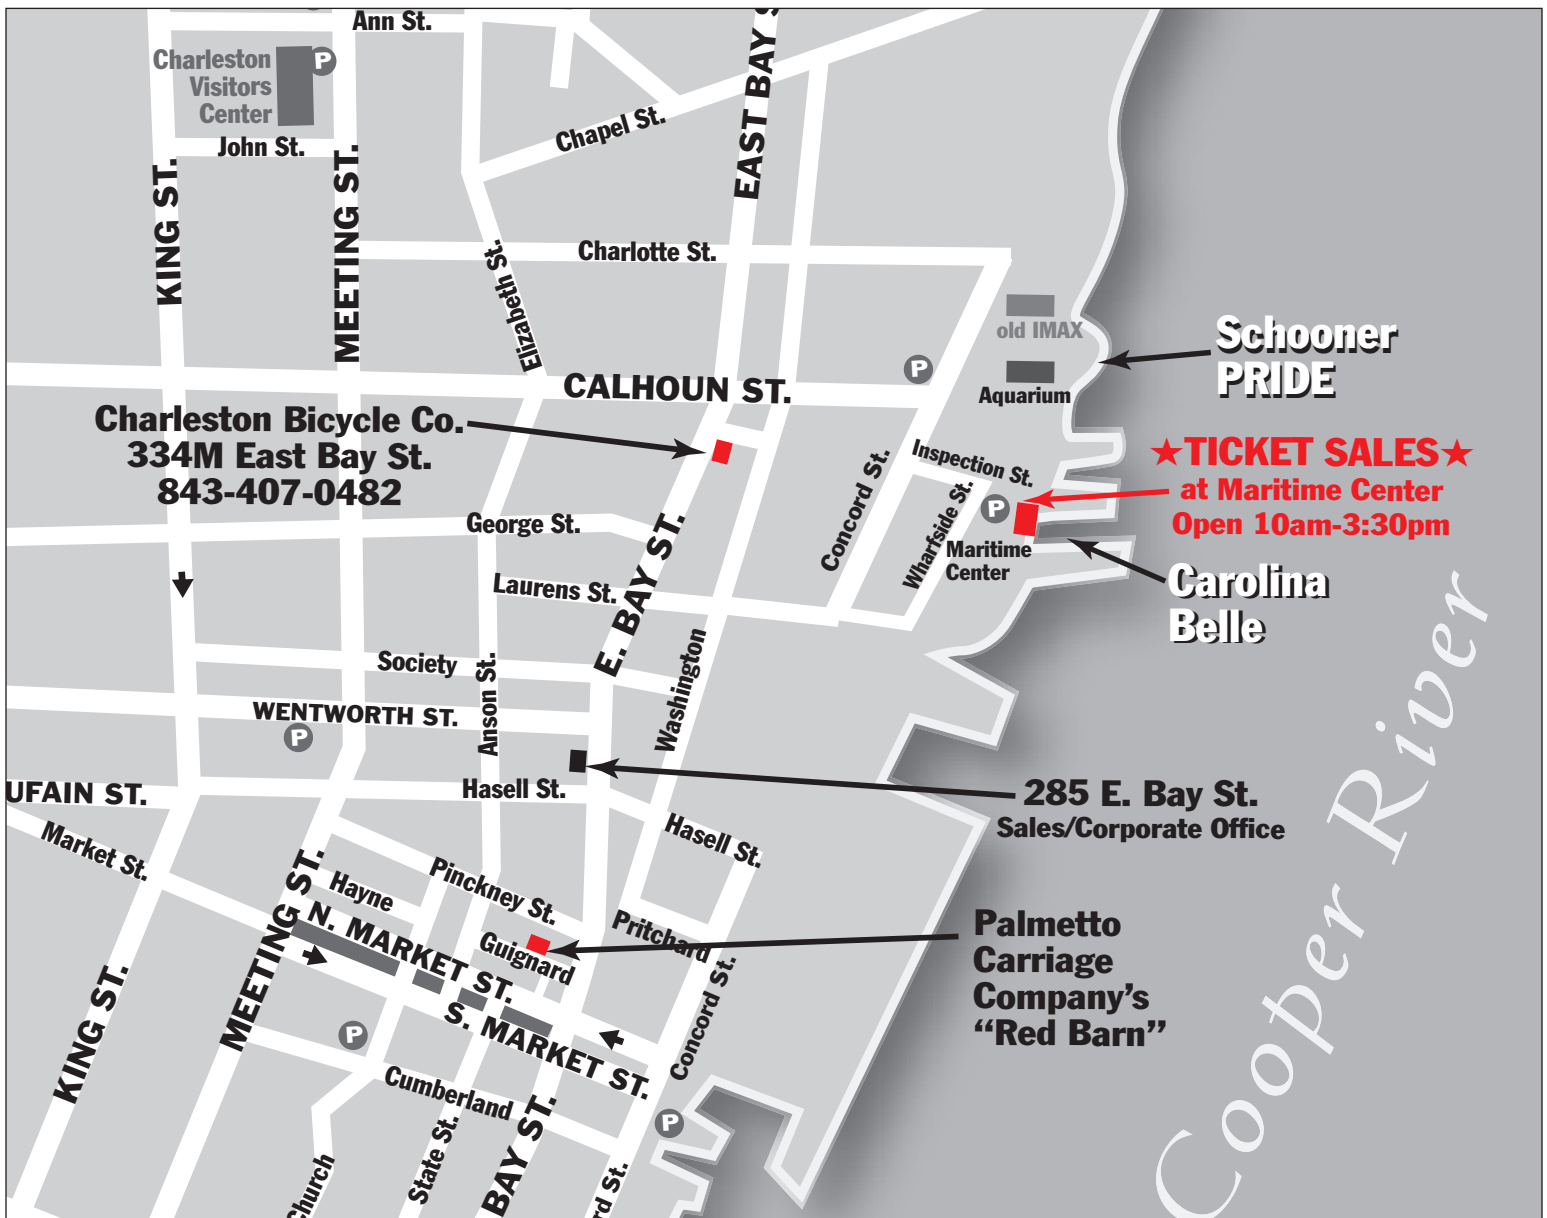 Ann St.
EAST BAY S
Charleston
Visitors
Center
P
John St.
Chapel St.
KING ST.
MEETING ST.
Elizabeth St.
Charlotte St.
old IMAX
Schooner
PRIDE
P
Aquarium
CALHOUN ST.
Charleston Bicycle Co.
334M East Bay St.
843-407-0482
★TICKET SALES★
at Maritime Center
Open 10am-3:30pm
Inspection St.
Concord St.
Wharfside St.
P
Maritime
Center
George St.
E. BAY ST.
Laurens St.
Carolina
Belle
Society
Anson St.
Washington
WENTWORTH ST.
P
Cooper River
UFAIN ST.
Hasell St.
285 E. Bay St.
Sales/Corporate Office
Market St.
Hasell St.
MEETING ST.
Hayne
Pinckney St.
N. MARKET ST.
Guignard
Pritchard
Palmetto
Carriage
Company’s
“Red Barn”
KING ST.
S. MARKET ST.
Concord St.
P
Cumberland
P
Church
State St.
BAY ST.
rd St.